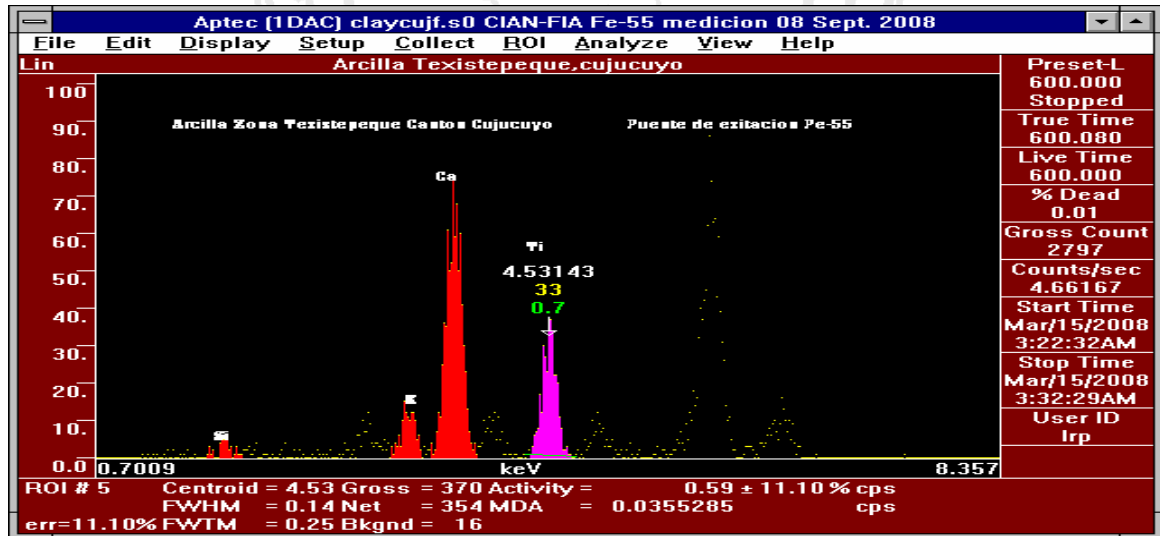 Aptec (1DAC) claycujf.s0 CIAN-FIA Fe-55 medicion 08 Sept. 2008
File Edit Display Setup Collect ROI Analyze View Help
Lin Arcilla Texistepeque,cujucuyo
Preset-L
600.000
Stopped
True Time
600.080
Live Time
600.000
% Dead
0.01
Gross Count
2797
Counts/sec
4.66167
Start Time
Mar/15/2008
3:22:32AM
Stop Time
Mar/15/2008
3:32:29AM
User ID
lrp
100
90.
80.
70.
60.
50.
40.
30.
20.
10.
0.0
Arcilla Zona Texistepeque Canton Cujucuyo Fuente de exitacion Fe-55
Ca
Ti
4.53143
33
0.7
K
Si
0.7009 keV 8.357
ROI # 5 Centroid = 4.53 Gross = 370 Activity = 0.59 ± 11.10 % cps
FWHM = 0.14 Net = 354 MDA = 0.0355285 cps
err=11.10% FWTM = 0.25 Bkgnd = 16